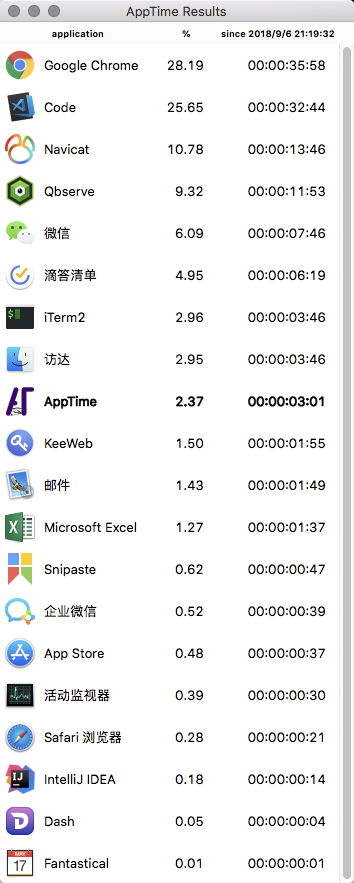 AppTime Results
application % since 2018/9/6 21:19:32
Google Chrome 28.19 00:00:35:58
Code 25.65 00:00:32:44
Navicat 10.78 00:00:13:46
Qbserve 9.32 00:00:11:53
微信 6.09 00:00:07:46
滴答清单 4.95 00:00:06:19
$ iTerm2 2.96 00:00:03:46
访达 2.95 00:00:03:46
AT AppTime 2.37 00:00:03:01
KeeWeb 1.50 00:00:01:55
邮件 1.43 00:00:01:49
X Microsoft Excel 1.27 00:00:01:37
Snipaste 0.62 00:00:00:47
企业微信 0.52 00:00:00:39
App Store 0.48 00:00:00:37
活动监视器 0.39 00:00:00:30
Safari 浏览器 0.28 00:00:00:21
IJ IntelliJ IDEA 0.18 00:00:00:14
D Dash 0.05 00:00:00:04
MAY 17 Fantastical 0.01 00:00:00:01